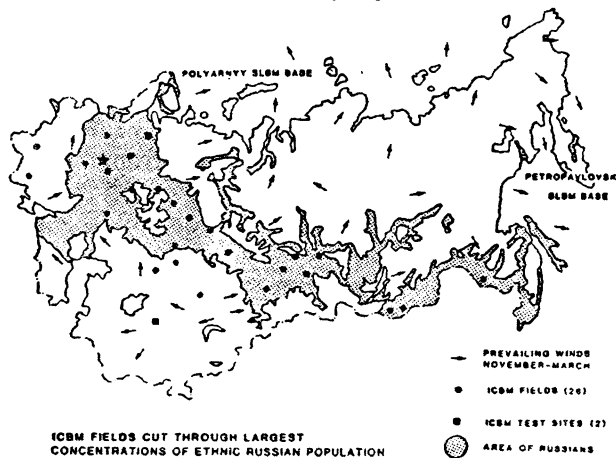 POLYARNYY SLBM BASE
PETROPAVLOVSK
SLBM BASE
PREVAILING WINDS
NOVEMBER-MARCH
ICBM FIELDS (26)
ICBM TEST SITES (2)
AREA OF RUSSIANS
ICBM FIELDS CUT THROUGH LARGEST
CONCENTRATIONS OF ETHNIC RUSSIAN POPULATION